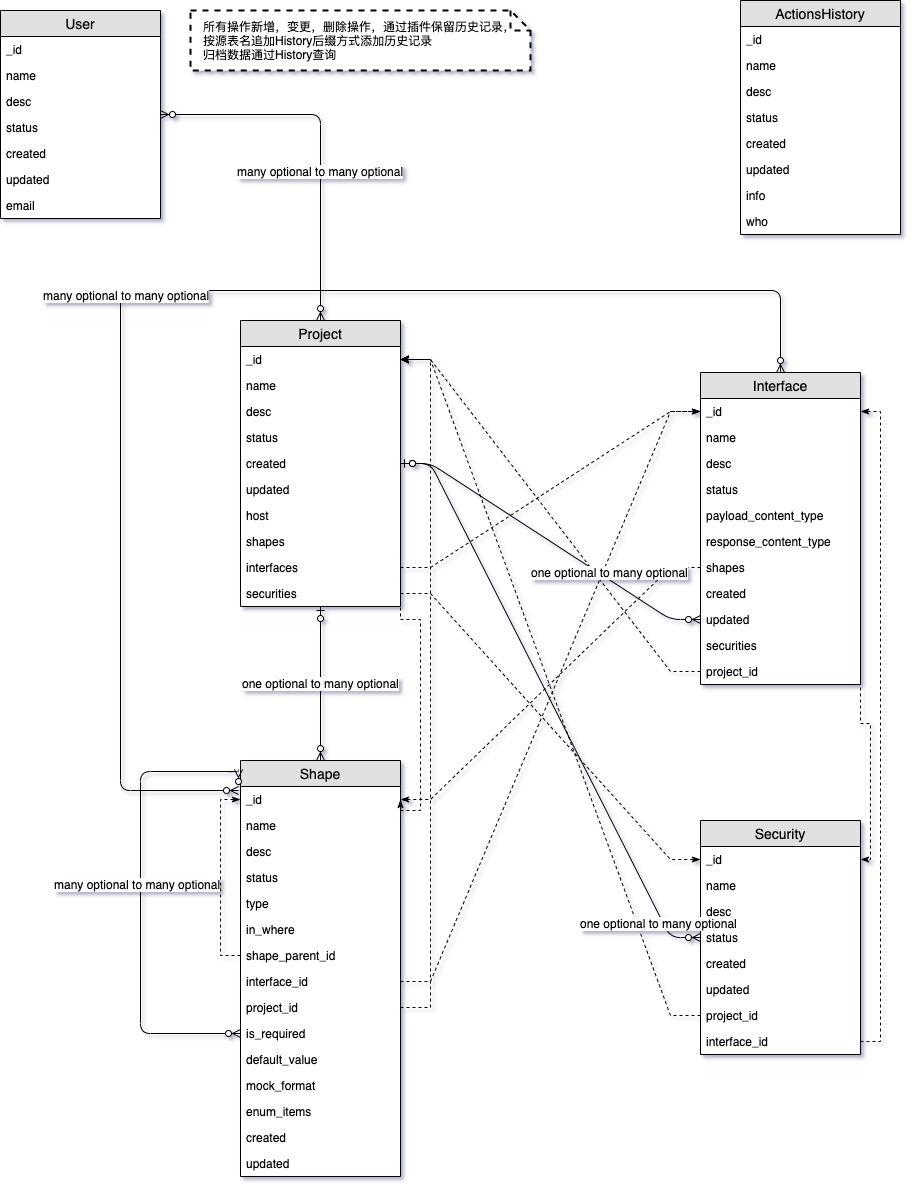 User
_id
name
desc
status
created
updated
email
所有操作新增，变更，删除操作，通过插件保留历史记录，
按源表名追加History后缀方式添加历史记录
归档数据通过History查询
ActionsHistory
_id
name
desc
status
created
updated
info
who
many optional to many optional
many optional to many optional
Project
_id
name
desc
status
created
updated
host
shapes
interfaces
securities
Interface
_id
name
desc
status
payload_content_type
response_content_type
shapes
created
updated
securities
project_id
one optional to many optional
one optional to many optional
Shape
_id
name
desc
status
type
in_where
shape_parent_id
interface_id
project_id
is_required
default_value
mock_format
enum_items
created
updated
many optional to many optional
Security
_id
name
desc
status
created
updated
project_id
interface_id
one optional to many optional